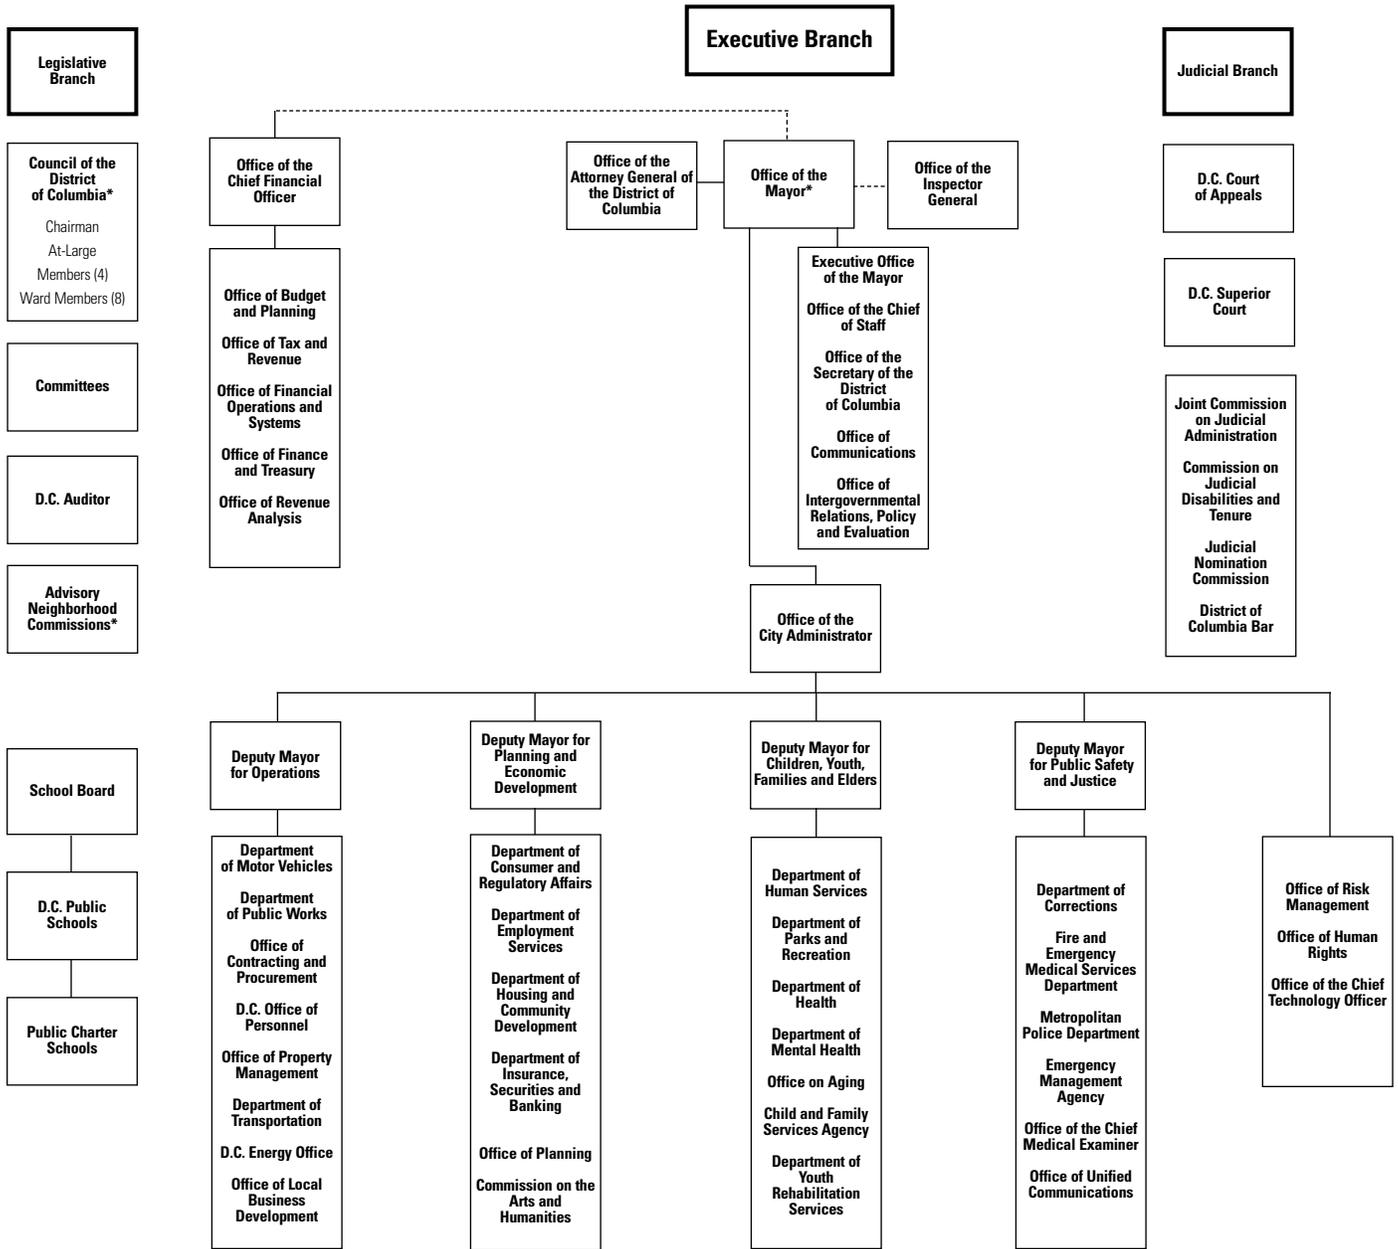 Executive Branch
Legislative
Branch
Judicial Branch
Council of the
District
of Columbia*
Chairman
At-Large
Members (4)
Ward Members (8)
Committees
D.C. Auditor
Advisory
Neighborhood
Commissions*
School Board
D.C. Public
Schools
Public Charter
Schools
Office of the
Chief Financial
Officer
Office of Budget
and Planning
Office of Tax and
Revenue
Office of Financial
Operations and
Systems
Office of Finance
and Treasury
Office of Revenue
Analysis
Office of the
Attorney General of
the District of
Columbia
Office of the
Mayor*
Office of the
Inspector
General
Executive Office
of the Mayor
Office of the Chief
of Staff
Office of the
Secretary of the
District
of Columbia
Office of
Communications
Office of
Intergovernmental
Relations, Policy
and Evaluation
D.C. Court
of Appeals
D.C. Superior
Court
Joint Commission
on Judicial
Administration
Commission on
Judicial
Disabilities and
Tenure
Judicial
Nomination
Commission
District of
Columbia Bar
Office of the
City Administrator
Deputy Mayor
for Operations
Department
of Motor Vehicles
Department
of Public Works
Office of
Contracting and
Procurement
D.C. Office of
Personnel
Office of Property
Management
Department of
Transportation
D.C. Energy Office
Office of Local
Business
Development
Deputy Mayor for
Planning and
Economic
Development
Department of
Consumer and
Regulatory Affairs
Department of
Employment
Services
Department of
Housing and
Community
Development
Department of
Insurance,
Securities and
Banking
Office of Planning
Commission on the
Arts and
Humanities
Deputy Mayor for
Children, Youth,
Families and Elders
Department of
Human Services
Department of
Parks and
Recreation
Department of
Health
Department of
Mental Health
Office on Aging
Child and Family
Services Agency
Department of
Youth
Rehabilitation
Services
Deputy Mayor
for Public Safety
and Justice
Department of
Corrections
Fire and
Emergency
Medical Services
Department
Metropolitan
Police Department
Emergency
Management
Agency
Office of the Chief
Medical Examiner
Office of Unified
Communications
Office of Risk
Management
Office of Human
Rights
Office of the Chief
Technology Officer